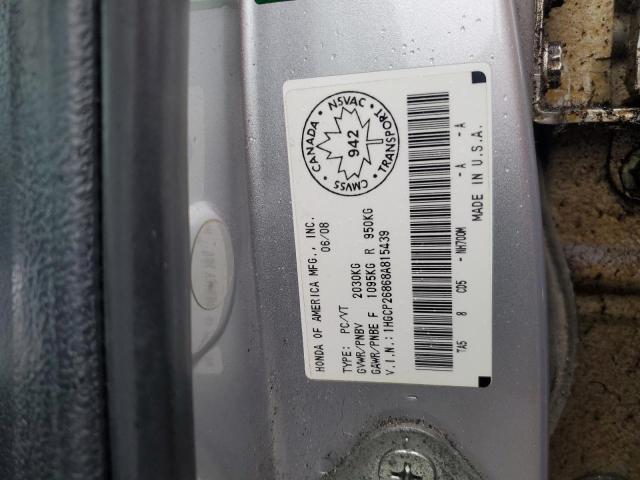 HONDA OF AMERICA MFG., INC.
06/08
TYPE: PC/VT
GVWR/PNBV 2030KG
GAWR/PNBE F 1095KG R 950KG
V.I.N.: 1HGCP26868A815439
TA5 8 CD5 - NH700M - A - A
MADE IN U.S.A.
CANADA NSVAC
942
CMVSS TRANSPORT